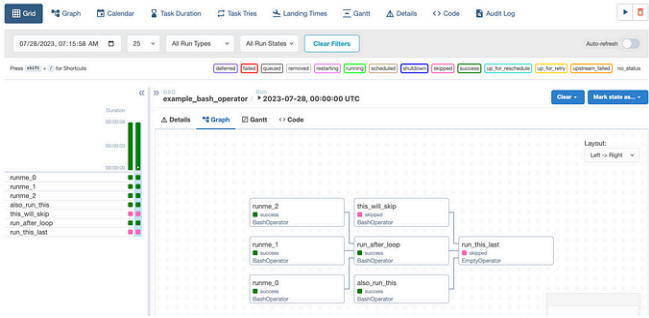 Grid Graph Calendar Task Duration Task Tries Landing Times Gantt Details Code Audit Log
07/28/2023, 07:15:58 AM 25 All Run Types All Run States Clear Filters Auto-refresh
Press shift + / for Shortcuts deferred failed queued removed restarting running scheduled shutdown skipped success up_for_reschedule up_for_retry upstream_failed no_status
DAG Run
example_bash_operator / 2023-07-28, 00:00:00 UTC Clear Mark state as...
Duration
Details Graph Gantt Code
00:00:06
00:00:03
00:00:00
Layout:
Left -> Right
runme_0
runme_1
runme_2
also_run_this
this_will_skip
run_after_loop
run_this_last
runme_2 this_will_skip
success skipped
BashOperator BashOperator
runme_1 run_after_loop run_this_last
success success skipped
BashOperator BashOperator EmptyOperator
runme_0 also_run_this
success success
BashOperator BashOperator